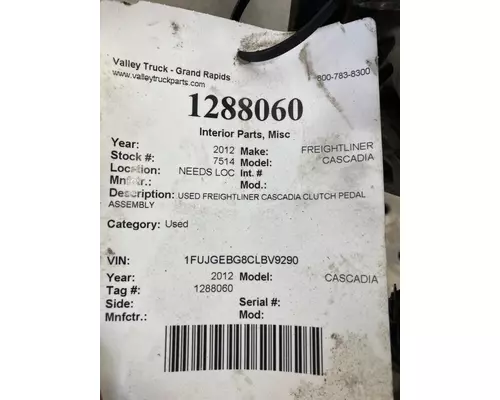 Valley Truck - Grand Rapids
www.valleytruckparts.com 800-783-8300
1288060
Interior Parts, Misc
Year: 2012 Make: FREIGHTLINER
Stock #: 7514 Model: CASCADIA
Location: NEEDS LOC Int. #
Mnfctr.: Mod.:
Description: USED FREIGHTLINER CASCADIA CLUTCH PEDAL
ASSEMBLY
Category: Used
VIN: 1FUJGEBG8CLBV9290
Year: 2012 Model: CASCADIA
Tag #: 1288060
Side: Serial #:
Mnfctr.: Mod: